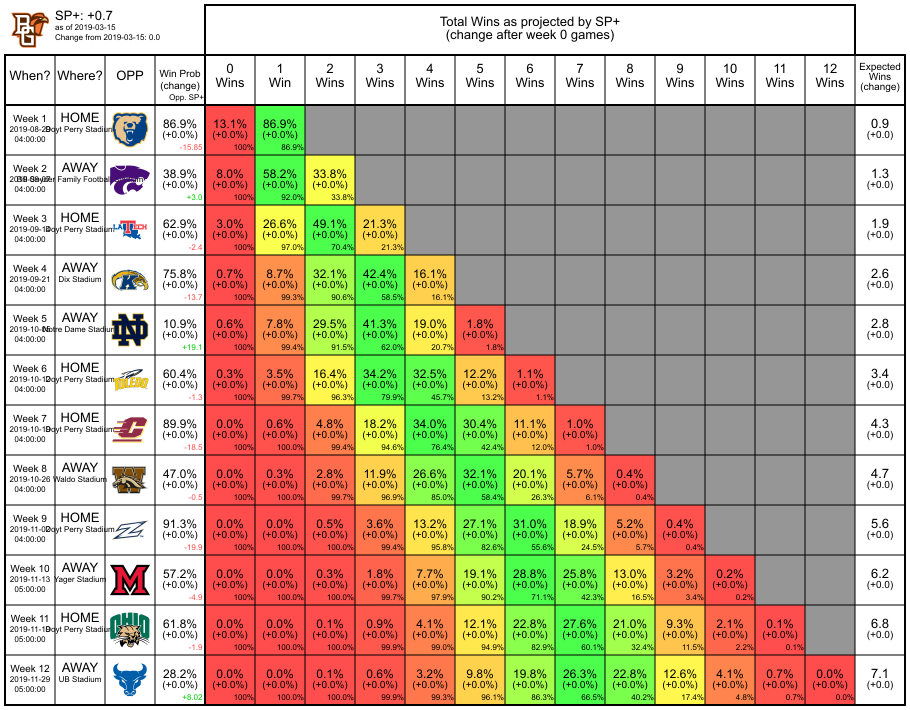 SP+: +0.7
as of 2019-03-15
Change from 2019-03-15: 0.0
Total Wins as projected by SP+
(change after week 0 games)
When? Where? OPP Win Prob (change) Opp. SP+ 0 Wins 1 Win 2 Wins 3 Wins 4 Wins 5 Wins 6 Wins 7 Wins 8 Wins 9 Wins 10 Wins 11 Wins 12 Wins Expected Wins (change)
Week 1 HOME 86.9% 13.1% 86.9% 0.9
Doyt Perry Stadium (+0.0%) (+0.0%) (+0.0%) (+0.0)
04:00:00 -15.85 100% 86.9%
Week 2 AWAY 38.9% 8.0% 58.2% 33.8% 1.3
Family Football (+0.0%) (+0.0%) (+0.0%) (+0.0%) (+0.0)
04:00:00 +3.0 100% 92.0% 33.8%
Week 3 HOME LA TECH 62.9% 3.0% 26.6% 49.1% 21.3% 1.9
Doyt Perry Stadium (+0.0%) (+0.0%) (+0.0%) (+0.0%) (+0.0%) (+0.0)
04:00:00 -2.4 100% 97.0% 70.4% 21.3%
Week 4 AWAY K 75.8% 0.7% 8.7% 32.1% 42.4% 16.1% 2.6
2019-09-21 Dix Stadium (+0.0%) (+0.0%) (+0.0%) (+0.0%) (+0.0%) (+0.0%) (+0.0)
04:00:00 -13.7 100% 99.3% 90.6% 58.5% 16.1%
Week 5 AWAY ND 10.9% 0.6% 7.8% 29.5% 41.3% 19.0% 1.8% 2.8
Notre Dame Stadium (+0.0%) (+0.0%) (+0.0%) (+0.0%) (+0.0%) (+0.0%) (+0.0%) (+0.0)
04:00:00 +19.1 100% 99.4% 91.5% 62.0% 20.7% 1.8%
Week 6 HOME TOLEDO 60.4% 0.3% 3.5% 16.4% 34.2% 32.5% 12.2% 1.1% 3.4
Doyt Perry Stadium (+0.0%) (+0.0%) (+0.0%) (+0.0%) (+0.0%) (+0.0%) (+0.0%) (+0.0%) (+0.0)
04:00:00 -1.3 100% 99.7% 96.3% 79.9% 45.7% 13.2% 1.1%
Week 7 HOME C 89.9% 0.0% 0.6% 4.8% 18.2% 34.0% 30.4% 11.1% 1.0% 4.3
Doyt Perry Stadium (+0.0%) (+0.0%) (+0.0%) (+0.0%) (+0.0%) (+0.0%) (+0.0%) (+0.0%) (+0.0%) (+0.0)
04:00:00 -18.5 100% 100.0% 99.4% 94.6% 76.4% 42.4% 12.0% 1.0%
Week 8 AWAY W 47.0% 0.0% 0.3% 2.8% 11.9% 26.6% 32.1% 20.1% 5.7% 0.4% 4.7
2019-10-26 Waldo Stadium (+0.0%) (+0.0%) (+0.0%) (+0.0%) (+0.0%) (+0.0%) (+0.0%) (+0.0%) (+0.0%) (+0.0%) (+0.0)
04:00:00 -0.5 100% 100.0% 99.7% 96.9% 85.0% 58.4% 26.3% 6.1% 0.4%
Week 9 HOME 91.3% 0.0% 0.0% 0.5% 3.6% 13.2% 27.1% 31.0% 18.9% 5.2% 0.4% 5.6
Doyt Perry Stadium (+0.0%) (+0.0%) (+0.0%) (+0.0%) (+0.0%) (+0.0%) (+0.0%) (+0.0%) (+0.0%) (+0.0%) (+0.0%) (+0.0)
04:00:00 -19.9 100% 100.0% 100.0% 99.4% 95.8% 82.6% 55.6% 24.5% 5.7% 0.4%
Week 10 AWAY M 57.2% 0.0% 0.0% 0.3% 1.8% 7.7% 19.1% 28.8% 25.8% 13.0% 3.2% 0.2% 6.2
2019-11-13 Yager Stadium (+0.0%) (+0.0%) (+0.0%) (+0.0%) (+0.0%) (+0.0%) (+0.0%) (+0.0%) (+0.0%) (+0.0%) (+0.0%) (+0.0%) (+0.0)
05:00:00 -4.9 100% 100.0% 100.0% 99.7% 97.9% 90.2% 71.1% 42.3% 16.5% 3.4% 0.2%
Week 11 HOME OHIO 61.8% 0.0% 0.0% 0.1% 0.9% 4.1% 12.1% 22.8% 27.6% 21.0% 9.3% 2.1% 0.1% 6.8
Doyt Perry Stadium (+0.0%) (+0.0%) (+0.0%) (+0.0%) (+0.0%) (+0.0%) (+0.0%) (+0.0%) (+0.0%) (+0.0%) (+0.0%) (+0.0%) (+0.0%) (+0.0)
05:00:00 -1.9 100% 100.0% 100.0% 99.9% 99.0% 94.9% 82.9% 60.1% 32.4% 11.5% 2.2% 0.1%
Week 12 AWAY 28.2% 0.0% 0.0% 0.1% 0.6% 3.2% 9.8% 19.8% 26.3% 22.8% 12.6% 4.1% 0.7% 0.0% 7.1
2019-11-29 UB Stadium (+0.0%) (+0.0%) (+0.0%) (+0.0%) (+0.0%) (+0.0%) (+0.0%) (+0.0%) (+0.0%) (+0.0%) (+0.0%) (+0.0%) (+0.0%) (+0.0%) (+0.0)
05:00:00 +8.02 100% 100.0% 100.0% 99.9% 99.3% 96.1% 86.3% 66.5% 40.2% 17.4% 4.8% 0.7% 0.0%